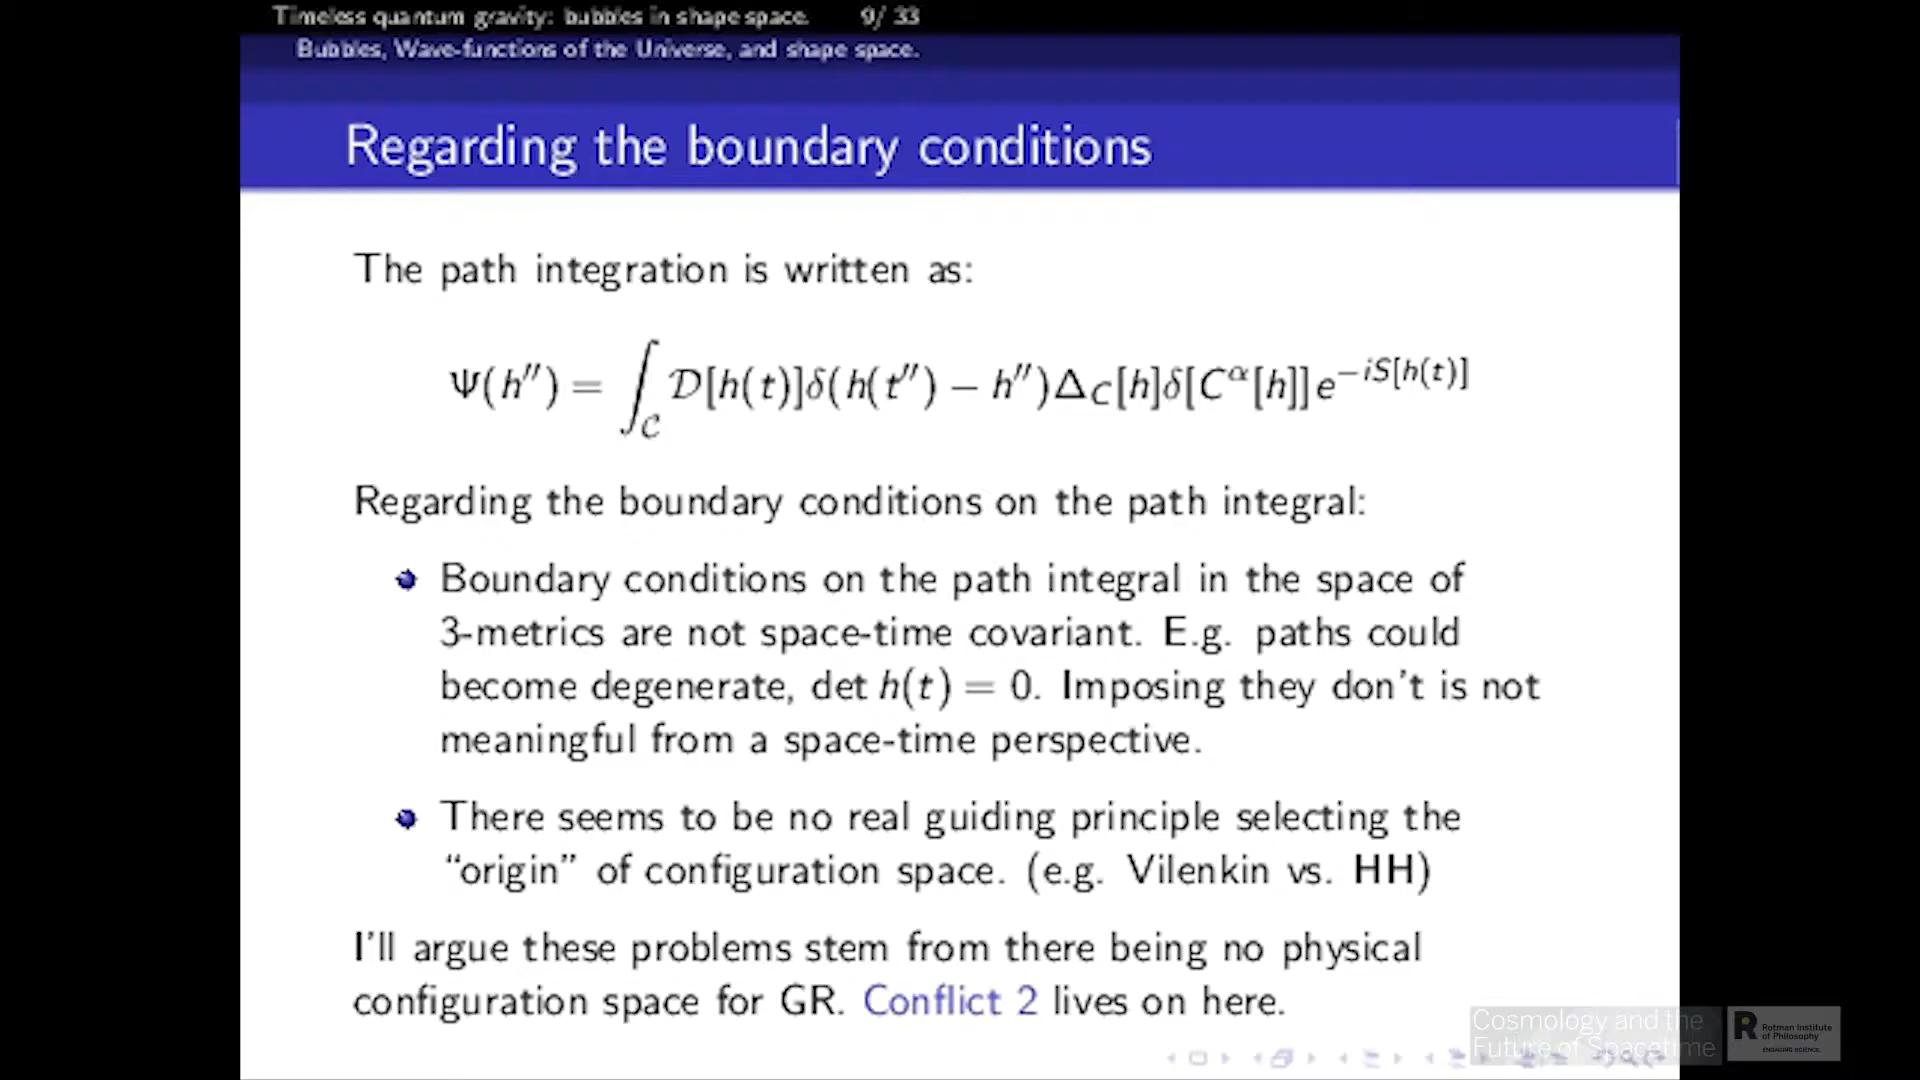 Timeless quantum gravity: bubbles in shape space. 9/ 33
Bubbles, Wave-functions of the Universe, and shape space.
Regarding the boundary conditions
The path integration is written as:
Ψ(h″) = ∫_C D[h(t)]δ(h(t″) − h″)Δ_C[h]δ[C^α[h]]e^{−iS[h(t)]}
Regarding the boundary conditions on the path integral:
Boundary conditions on the path integral in the space of
3-metrics are not space-time covariant. E.g. paths could
become degenerate, det h(t) = 0. Imposing they don't is not
meaningful from a space-time perspective.
There seems to be no real guiding principle selecting the
“origin” of configuration space. (e.g. Vilenkin vs. HH)
I'll argue these problems stem from there being no physical
configuration space for GR. Conflict 2 lives on here.
Cosmology and the
Future of Spacetime
R Rotman Institute
of Philosophy
ENGAGING SCIENCE.